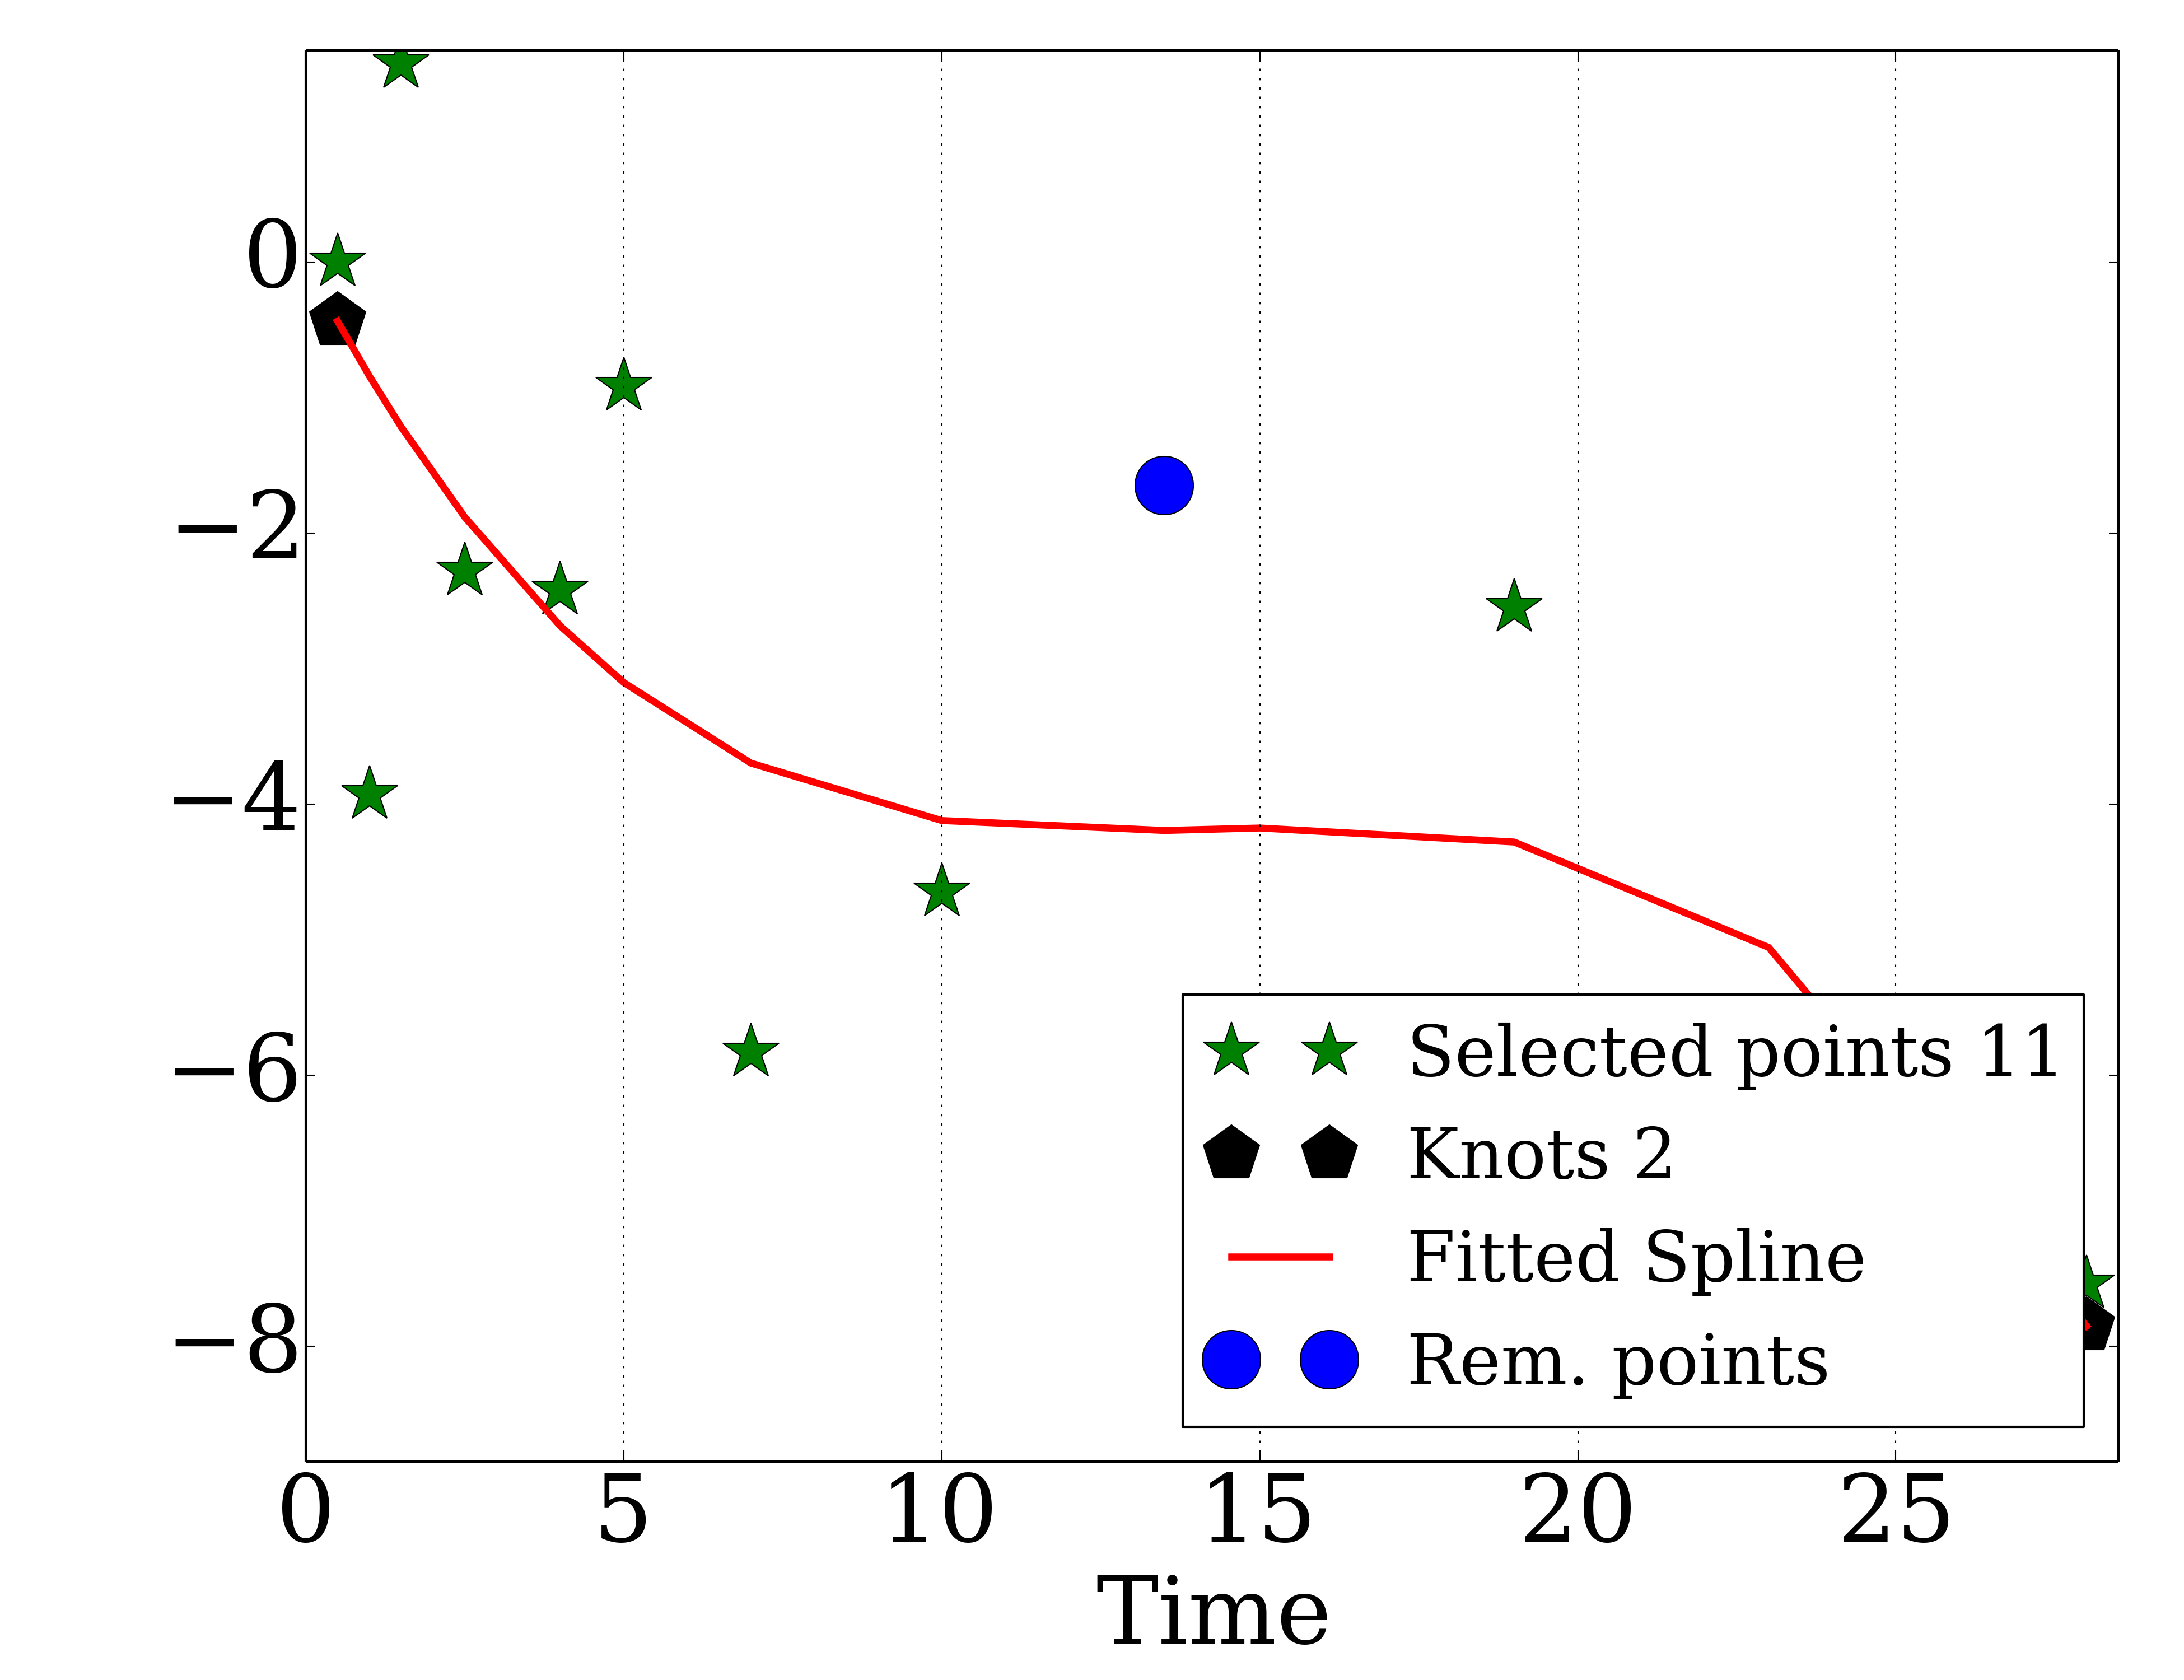 0
−2
−4
−6
−8
Selected points 11
Knots 2
Fitted Spline
Rem. points
0 5 10 15 20 25
Time